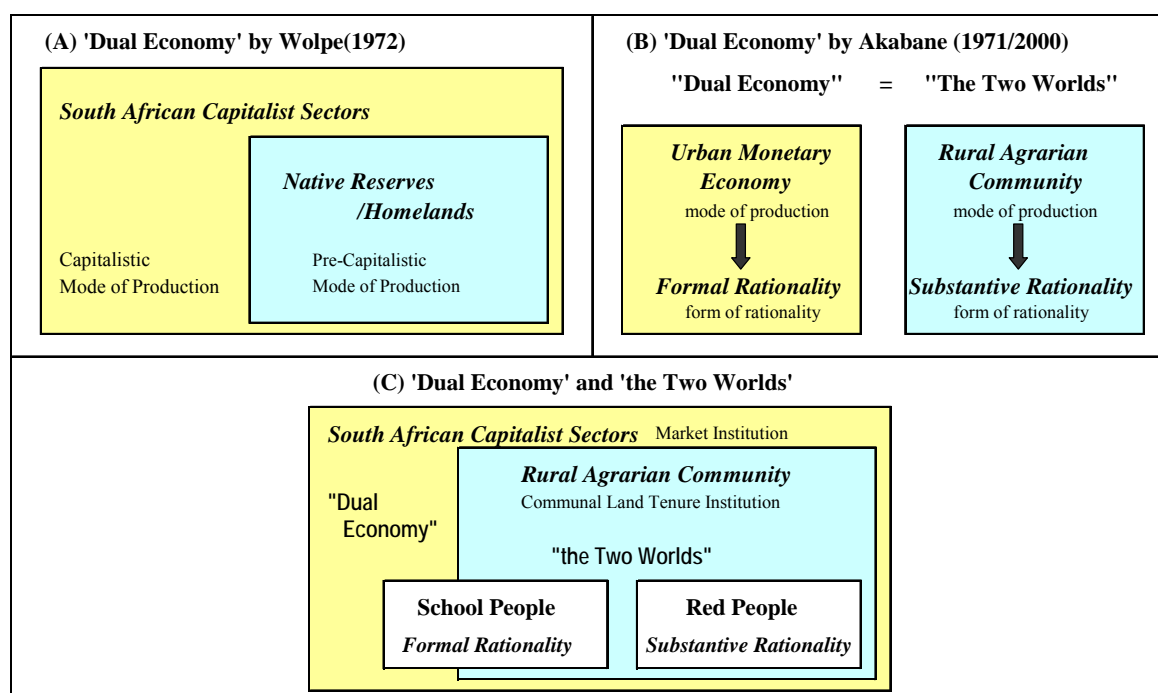 (A) 'Dual Economy' by Wolpe(1972)
South African Capitalist Sectors
Native Reserves
/Homelands
Capitalistic
Mode of Production
Pre-Capitalistic
Mode of Production
(B) 'Dual Economy' by Akabane (1971/2000)
"Dual Economy" = "The Two Worlds"
Urban Monetary
Economy
mode of production
Formal Rationality
form of rationality
Rural Agrarian
Community
mode of production
Substantive Rationality
form of rationality
(C) 'Dual Economy' and 'the Two Worlds'
South African Capitalist Sectors Market Institution
Rural Agrarian Community
Communal Land Tenure Institution
"Dual
Economy"
"the Two Worlds"
School People
Formal Rationality
Red People
Substantive Rationality